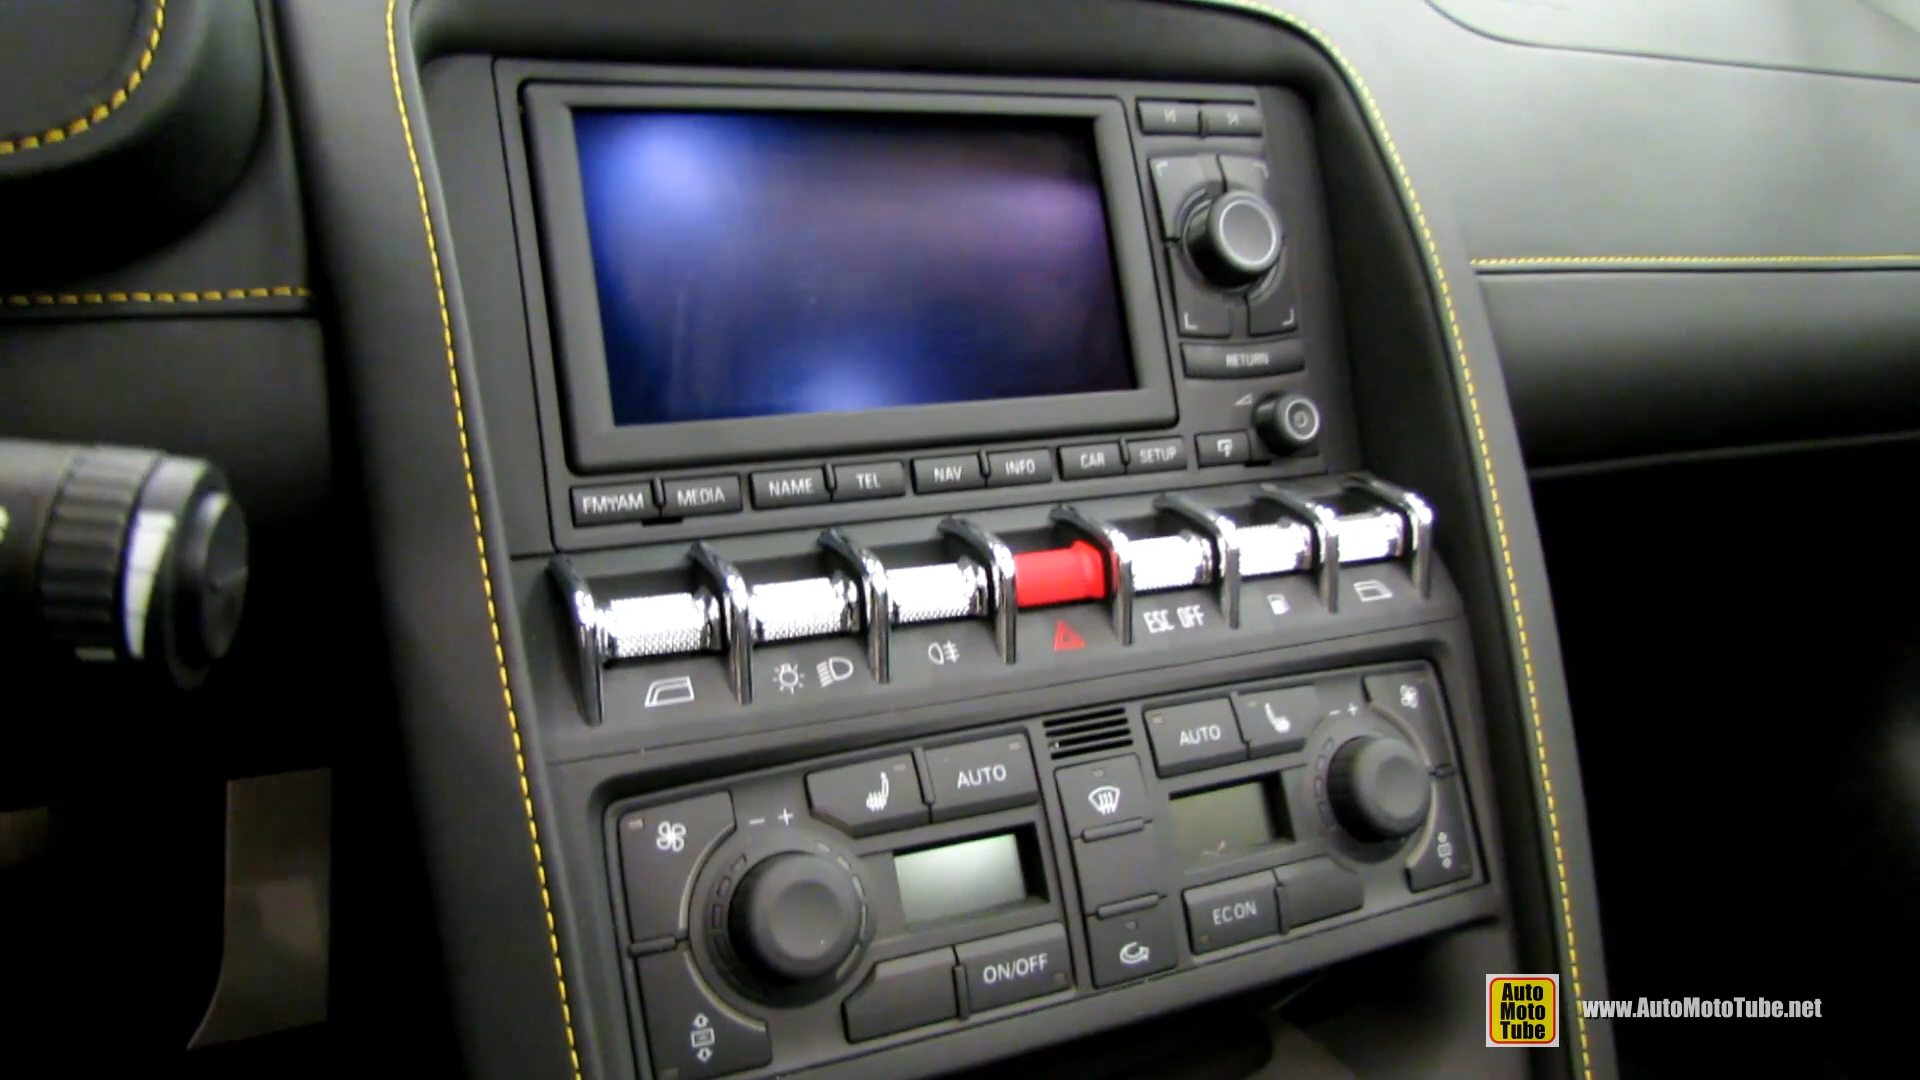 RETURN
FM/AM MEDIA NAME TEL NAV INFO CAR SETUP
ESC OFF
AUTO AUTO
- + - +
ECON
ON/OFF
Auto
Moto
Tube
www.AutoMotoTube.net